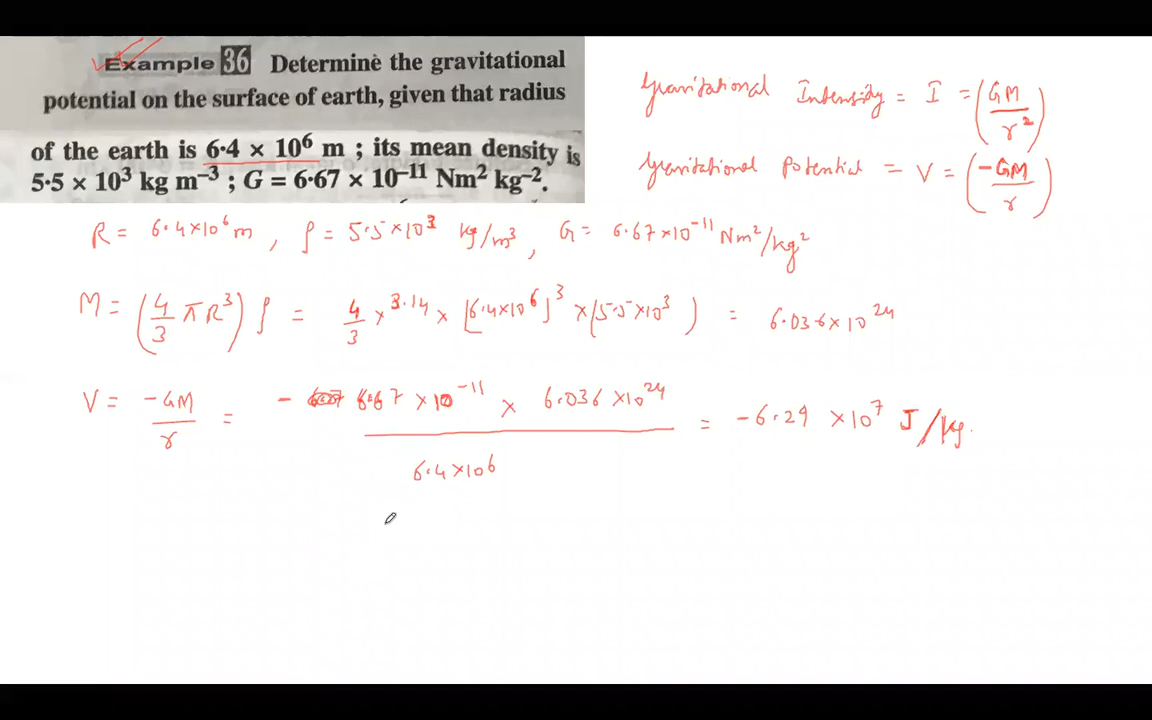 Example 36 Determine the gravitational
potential on the surface of earth, given that radius
of the earth is 6·4 × 10⁶ m ; its mean density is
5·5 × 10³ kg m⁻³ ; G = 6·67 × 10⁻¹¹ Nm² kg⁻².
Gravitational Intensity = I = (GM/r²)
Gravitational Potential = V = (-GM/r)
R = 6.4×10⁶ m , ρ = 5.5×10³ kg/m³ , G = 6.67×10⁻¹¹ Nm²/kg²
M = (4/3 πR³) ρ = 4/3 × 3.14 × [6.4×10⁶]³ × (5.5×10³) = 6.036×10²⁴
V = -GM/r = - 6.67 × 10⁻¹¹ × 6.036 ×10²⁴ / 6.4×10⁶ = -6.29 ×10⁷ J/kg.